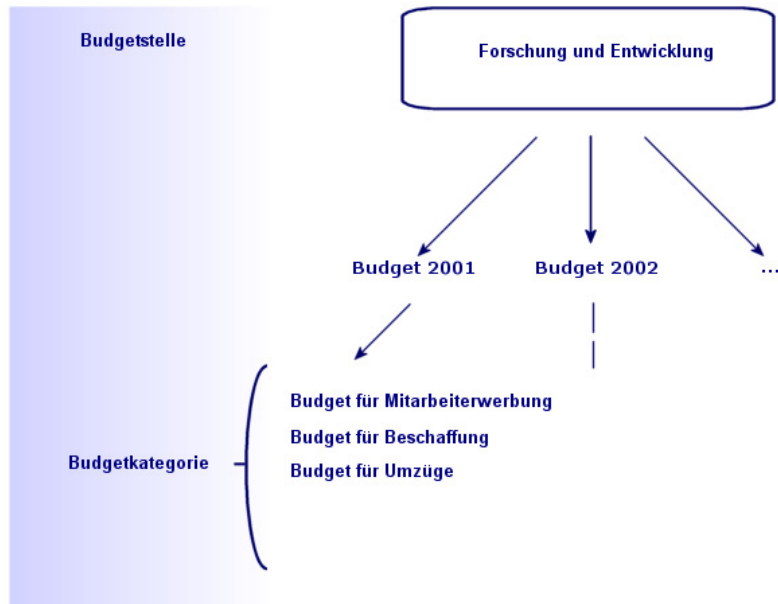 Budgetstelle
Forschung und Entwicklung
Budget 2001
Budget 2002
...
Budget für Mitarbeiterwerbung
Budget für Beschaffung
Budgetkategorie
Budget für Umzüge